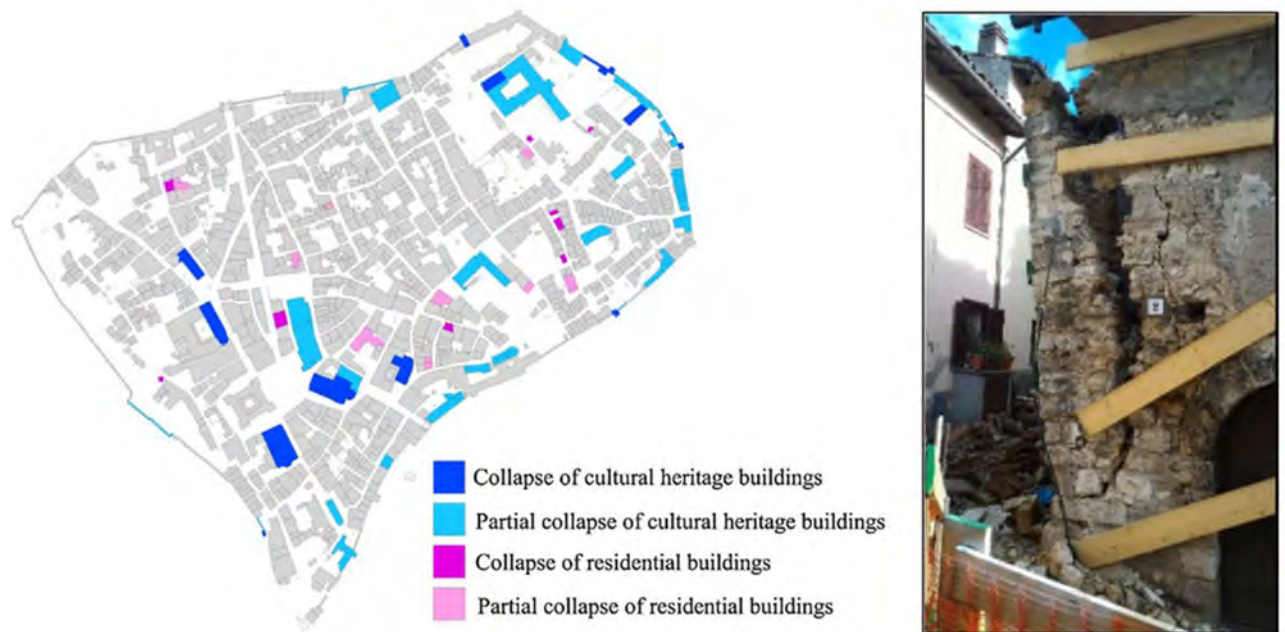 Collapse of cultural heritage buildings
Partial collapse of cultural heritage buildings
Collapse of residential buildings
Partial collapse of residential buildings